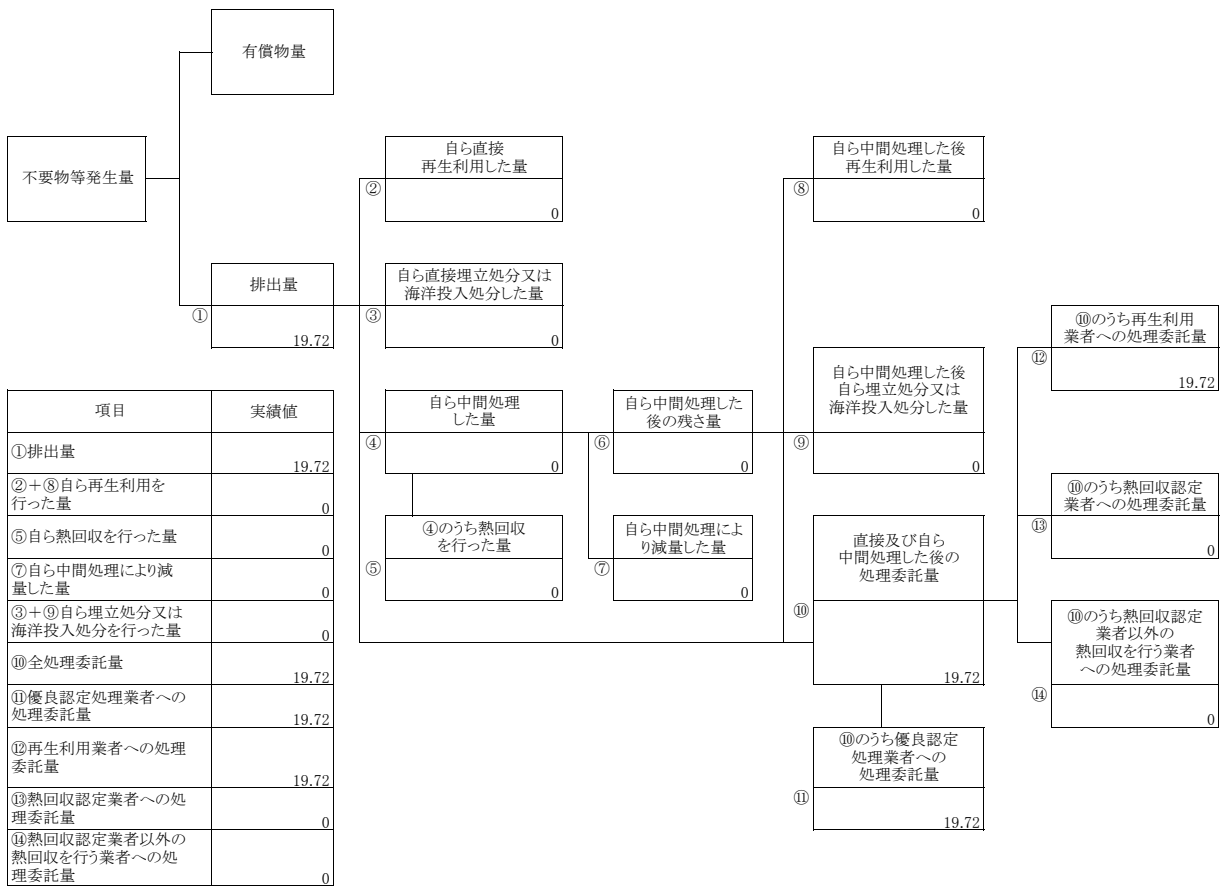 有償物量
不要物等発生量
自ら直接
再生利用した量
②
0
自ら中間処理した後
再生利用した量
⑧
0
排出量
①
19.72
自ら直接埋立処分又は
海洋投入処分した量
③
0
⑩のうち再生利用
業者への処理委託量
⑫
19.72
自ら中間処理
した量
④
0
自ら中間処理した
後の残さ量
⑥
0
自ら中間処理した後
自ら埋立処分又は
海洋投入処分した量
⑨
0
⑩のうち熱回収認定
業者への処理委託量
⑬
0
④のうち熱回収
を行った量
⑤
0
自ら中間処理によ
り減量した量
⑦
0
直接及び自ら
中間処理した後の
処理委託量
⑩
19.72
⑩のうち熱回収認定
業者以外の
熱回収を行う業者
への処理委託量
⑭
0
⑩のうち優良認定
処理業者への
処理委託量
⑪
19.72
項目 実績値
①排出量
19.72
②+⑧自ら再生利用を
行った量
0
⑤自ら熱回収を行った量
0
⑦自ら中間処理により減
量した量
0
③+⑨自ら埋立処分又は
海洋投入処分を行った量
0
⑩全処理委託量
19.72
⑪優良認定処理業者への
処理委託量
19.72
⑫再生利用業者への処理
委託量
19.72
⑬熱回収認定業者への処
理委託量
0
⑭熱回収認定業者以外の
熱回収を行う業者への処
理委託量
0